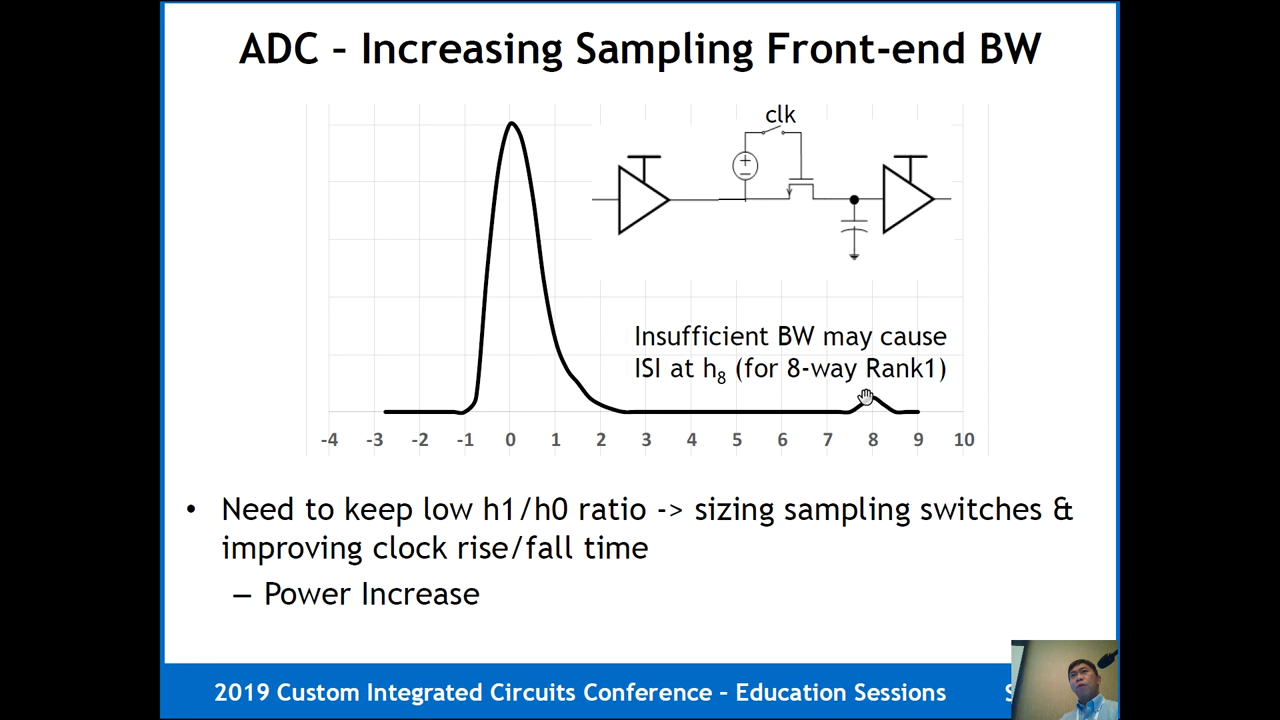 ADC – Increasing Sampling Front-end BW
clk
Insufficient BW may cause
ISI at h8 (for 8-way Rank1)
-4 -3 -2 -1 0 1 2 3 4 5 6 7 8 9 10
• Need to keep low h1/h0 ratio -> sizing sampling switches &
improving clock rise/fall time
– Power Increase
2019 Custom Integrated Circuits Conference – Education Sessions